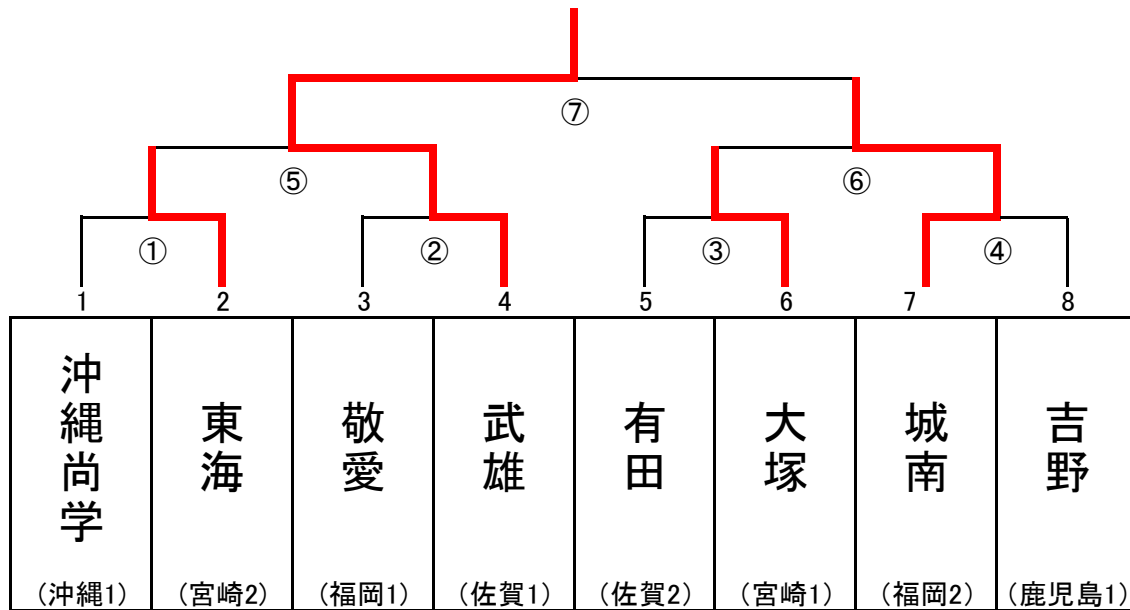 ⑦
⑤ ⑥
① ② ③ ④
1 2 3 4 5 6 7 8
沖縄尚学 東海 敬愛 武雄 有田 大塚 城南 吉野
(沖縄1) (宮崎2) (福岡1) (佐賀1) (佐賀2) (宮崎1) (福岡2) (鹿児島1)